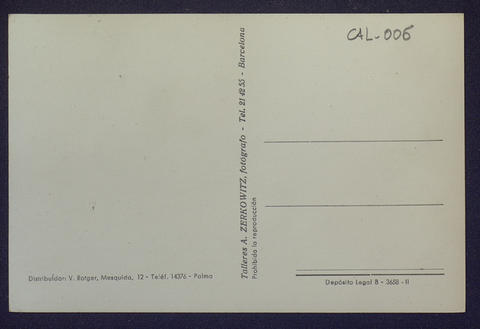 CAL-006
Talleres A. ZERKOWITZ, fotógrafo - Tel. 21 42 55 - Barcelona
Prohibida la reproducción
Distribuidor: V. Rotger, Mesquida, 12 - Teléf. 14376 - Palma
Depósito Legal B - 3658 - II